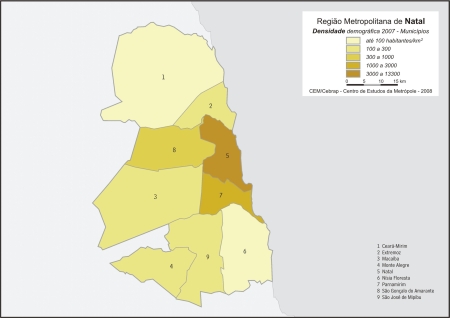 Região Metropolitana de Natal
Densidade demográfica 2007 - Municípios
até 100 habitantes/km²
100 a 300
300 a 1000
1000 a 3000
3000 a 13300
0 5 10 15 km
CEM/Cebrap - Centro de Estudos da Metrópole - 2008
1
2
8
5
3
7
4
9
6
1 Ceará-Mirim
2 Extremoz
3 Macaíba
4 Monte Alegre
5 Natal
6 Nísia Floresta
7 Parnamirim
8 São Gonçalo do Amarante
9 São José de Mipibu